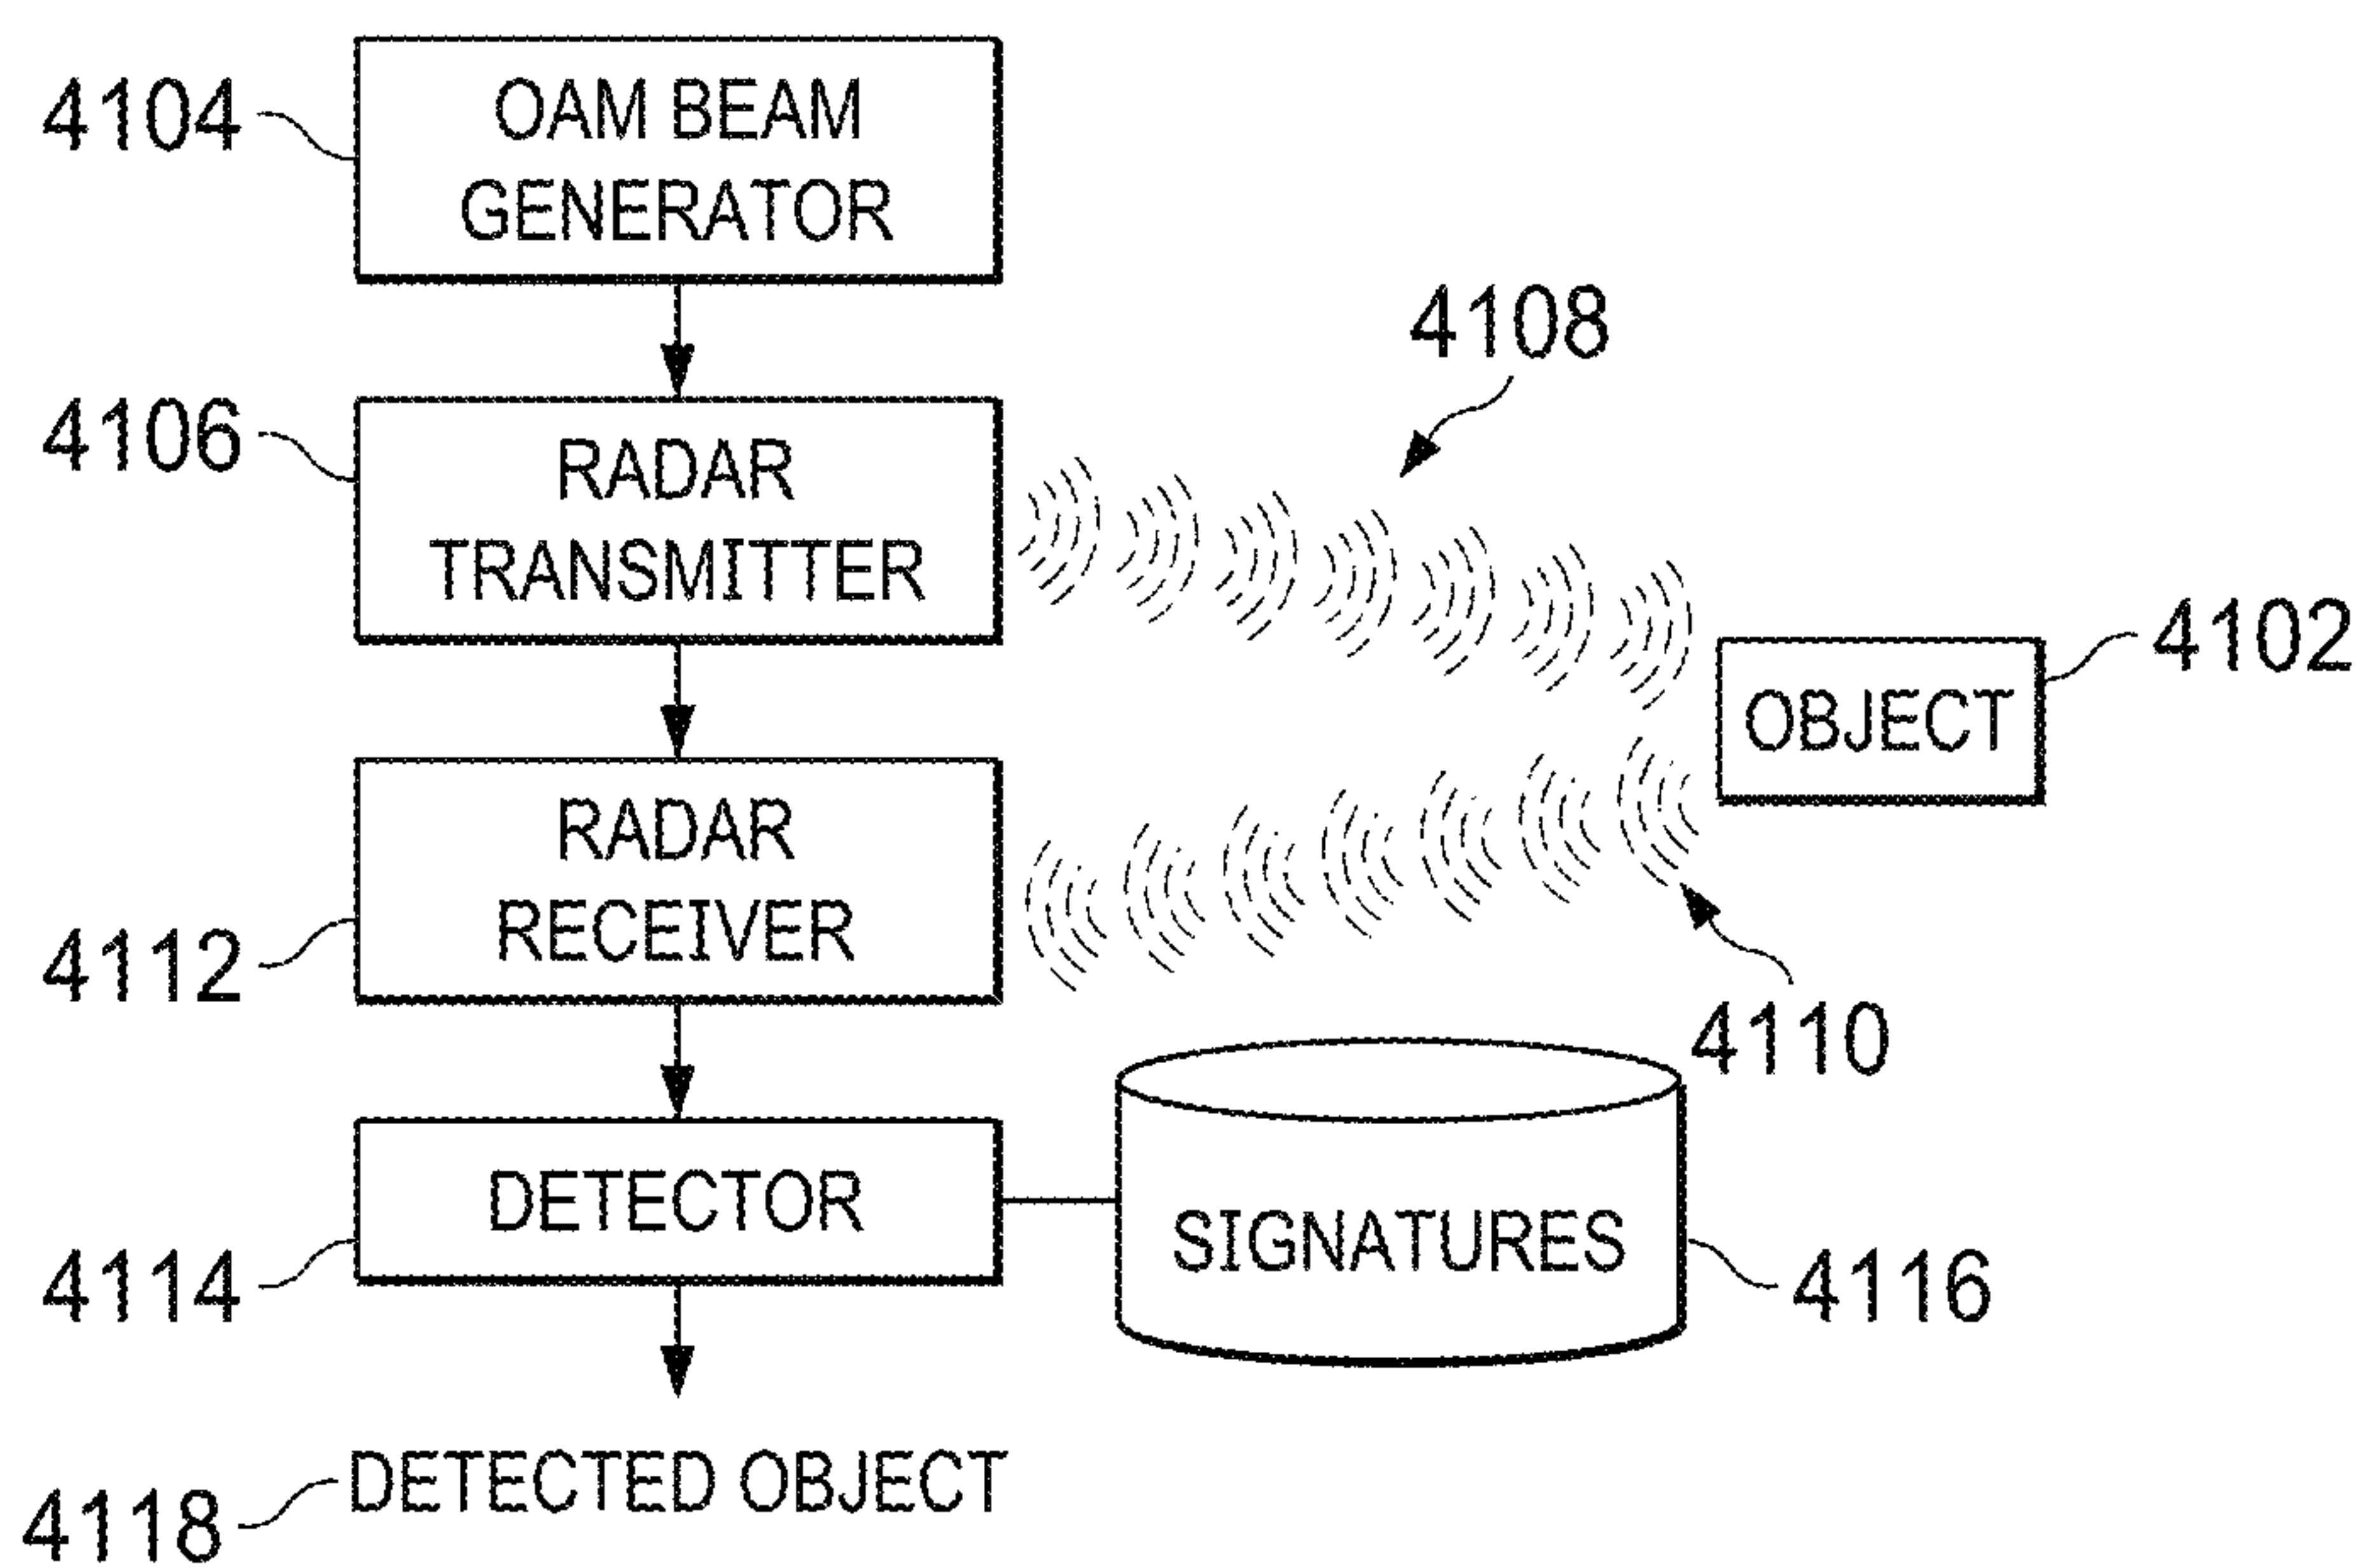 4104
OAM BEAM
GENERATOR
4108
4106
RADAR
TRANSMITTER
4102
OBJECT
RADAR
RECEIVER
4112
4110
DETECTOR
SIGNATURES
4114
4116
DETECTED OBJECT
4118